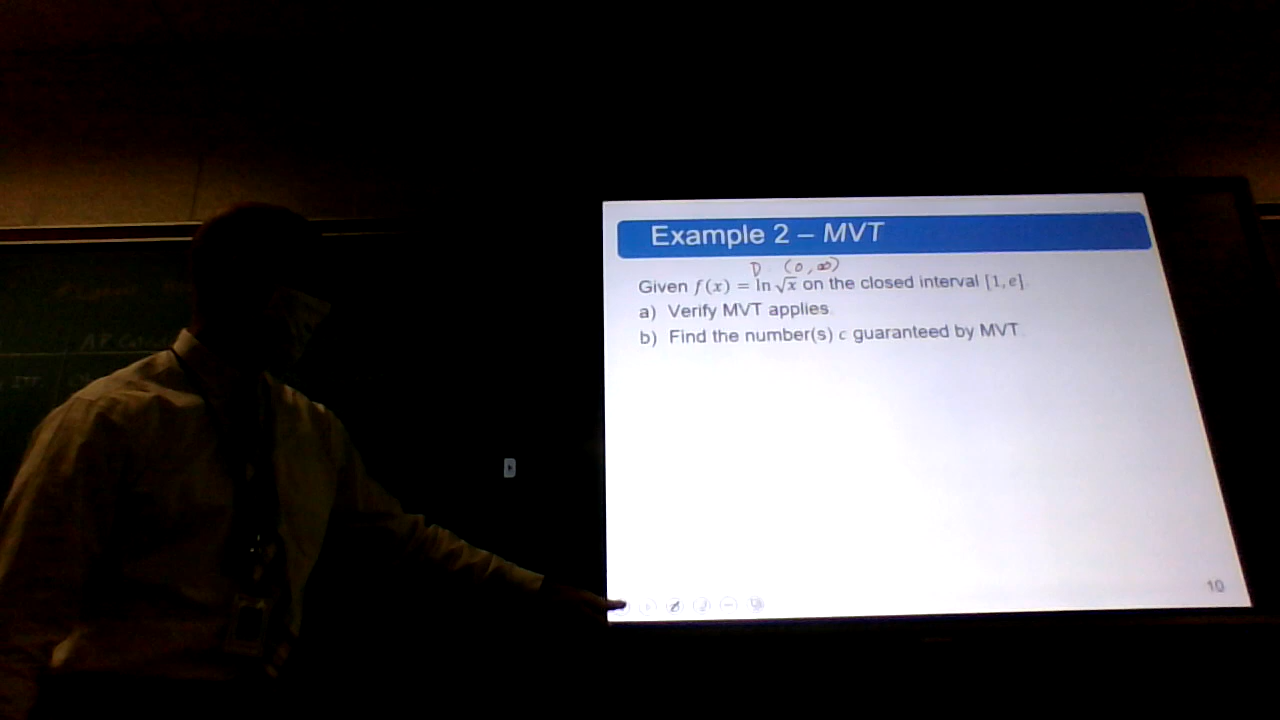 Example 2 – MVT
D (0, ∞)
Given f(x) = ln √x on the closed interval [1, e].
a) Verify MVT applies.
b) Find the number(s) c guaranteed by MVT.
10